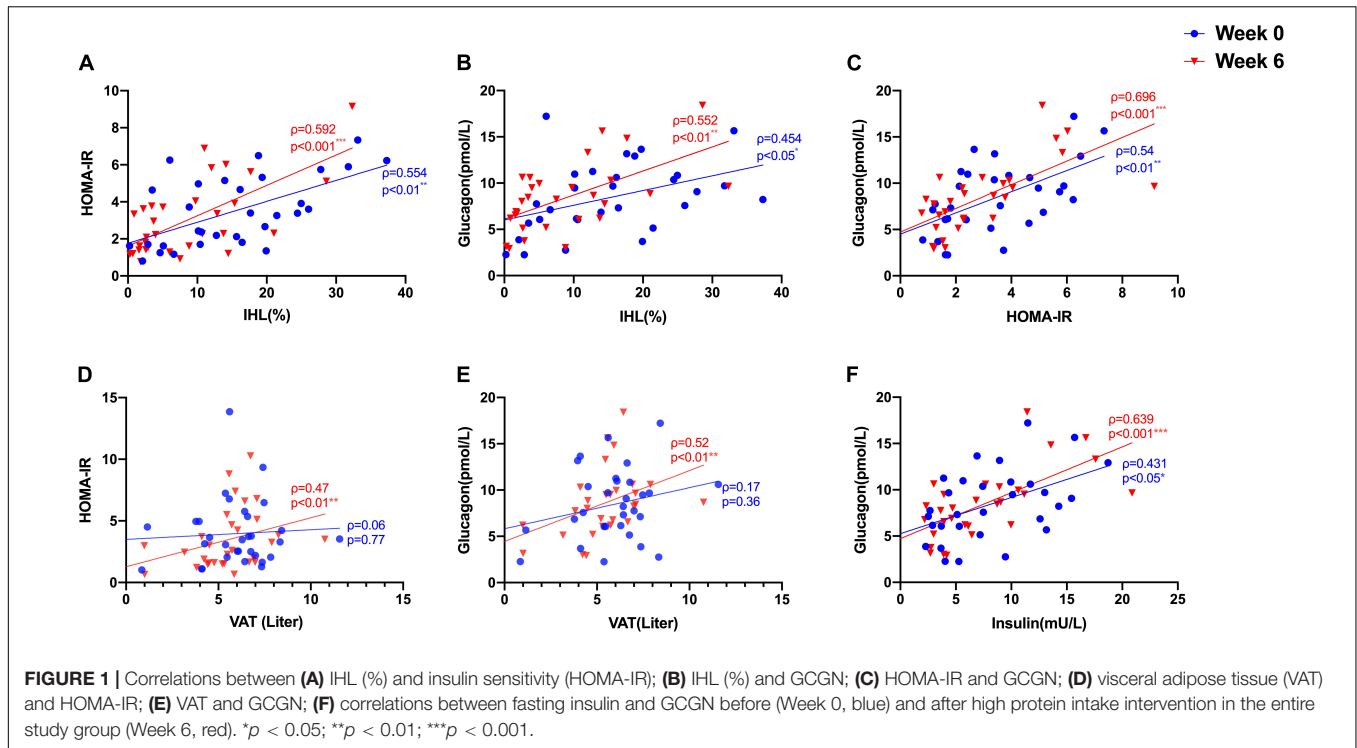 Week 0
Week 6
A
HOMA-IR
10
8
6
4
2
0
0 10 20 30 40
IHL(%)
ρ=0.592
p<0.001***
ρ=0.554
p<0.01**
B
Glucagon(pmol/L)
20
15
10
5
0
0 10 20 30 40
IHL(%)
ρ=0.552
p<0.01**
ρ=0.454
p<0.05*
C
Glucagon(pmol/L)
20
15
10
5
0
0 2 4 6 8 10
HOMA-IR
ρ=0.696
p<0.001***
ρ=0.54
p<0.01**
D
HOMA-IR
15
10
5
0
0 5 10 15
VAT (Liter)
ρ=0.47
p<0.01**
ρ=0.06
p=0.77
E
Glucagon(pmol/L)
20
15
10
5
0
0 5 10 15
VAT(Liter)
ρ=0.52
p<0.01**
ρ=0.17
p=0.36
F
Glucagon(pmol/L)
20
15
10
5
0
0 5 10 15 20 25
Insulin(mU/L)
ρ=0.639
p<0.001***
ρ=0.431
p<0.05*
FIGURE 1 | Correlations between (A) IHL (%) and insulin sensitivity (HOMA-IR); (B) IHL (%) and GCGN; (C) HOMA-IR and GCGN; (D) visceral adipose tissue (VAT)
and HOMA-IR; (E) VAT and GCGN; (F) correlations between fasting insulin and GCGN before (Week 0, blue) and after high protein intake intervention in the entire
study group (Week 6, red). *p < 0.05; **p < 0.01; ***p < 0.001.